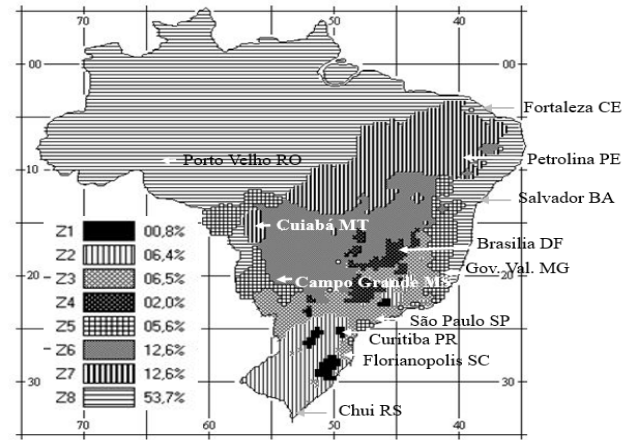 70
60
50
40
00
10
20
30
Fortaleza CE
Porto Velho RO
Petrolina PE
Salvador BA
Cuiabá MT
Brasilia DF
Gov. Val. MG
Campo Grande MS
São Paulo SP
Curitiba PR
Florianopolis SC
Chui RS
Z1 00,8%
Z2 06,4%
Z3 06,5%
Z4 02,0%
Z5 05,6%
Z6 12,6%
Z7 12,6%
Z8 53,7%
00
10
20
30
70
60
50
40